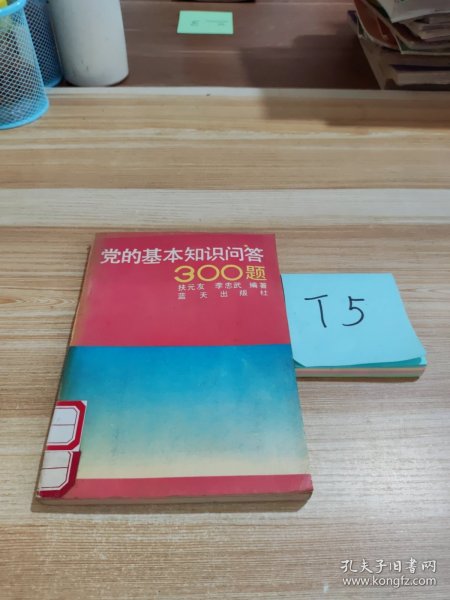 党的基本知识问答
300题
扶元友 李忠武 编著
蓝天出版社
T5
孔夫子旧书网
www.kongfz.com